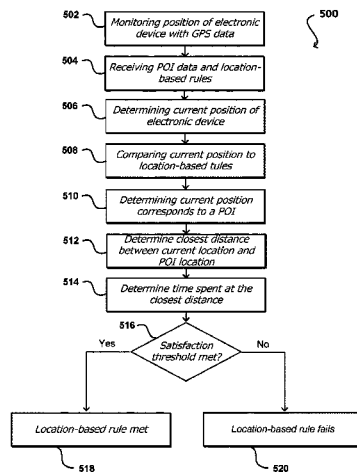 500
502
Monitoring position of electronic
device with GPS data
504
Receiving POI data and location-
based rules
506
Determining current position of
electronic device
508
Comparing current position to
location-based rules
510
Determining current position
corresponds to a POI
512
Determine closest distance
between current location and
POI location
514
Determine time spent at the
closest distance
516
Satisfaction
threshold met?
Yes
No
Location-based rule met
Location-based rule fails
518
520